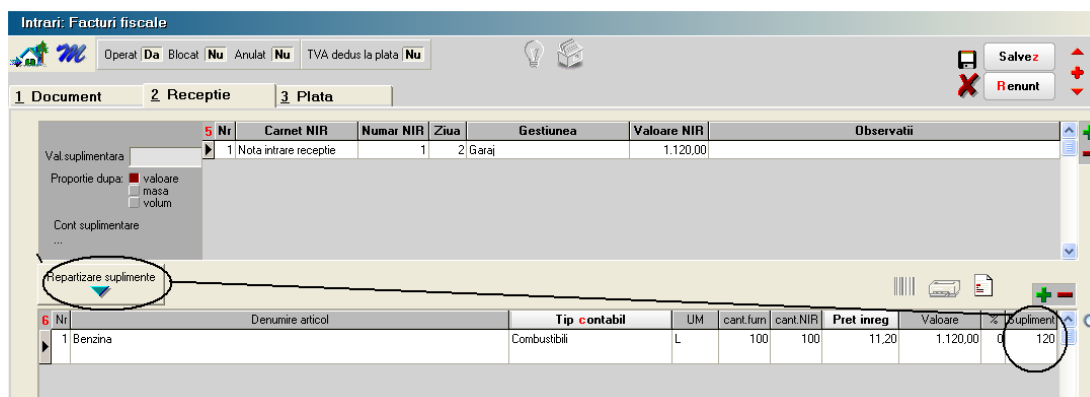 Intrari: Facturi fiscale
Operat Da Blocat Nu Anulat Nu TVA dedus la plata Nu
Salvez
Renunt
1 Document 2 Receptie 3 Plata
5 Nr Carnet NIR Numar NIR Ziua Gestiunea Valoare NIR Observatii
1 Nota intrare receptie 1 2 Garaj 1.120,00
Val.suplimentara
Proportie dupa: valoare
masa
volum
Cont suplimentare
...
Repartizare suplimente
6 Nr Denumire articol Tip contabil UM cant.furn cant.NIR Pret inreg Valoare % Supliment
1 Benzina Combustibili L 100 100 11,20 1.120,00 0 120